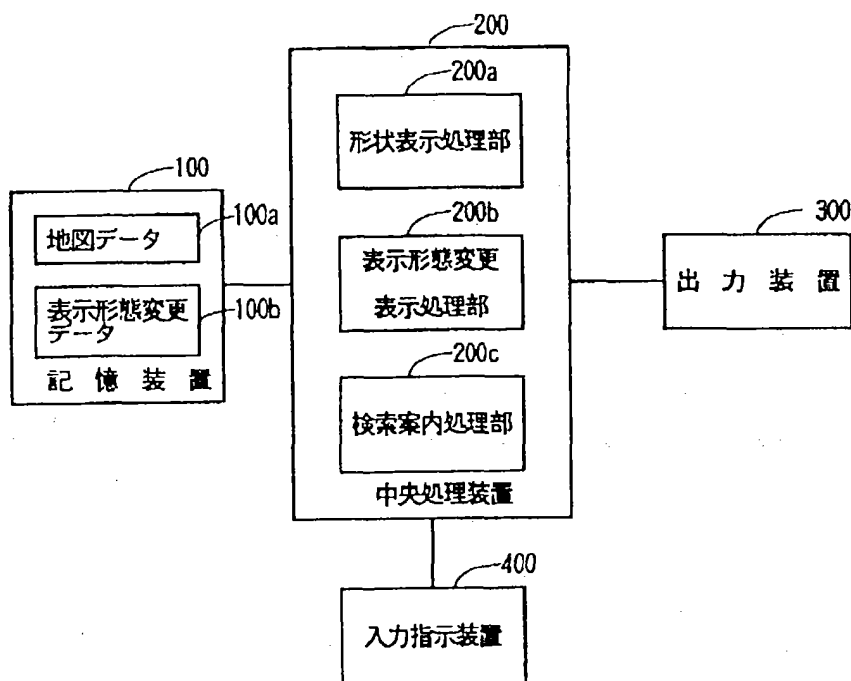 200
200a
形状表示処理部
100
100a
地図データ
200b
表示形態変更
表示処理部
300
出力装置
表示形態変更
データ
100b
記憶装置
200c
検索案内処理部
中央処理装置
400
入力指示装置